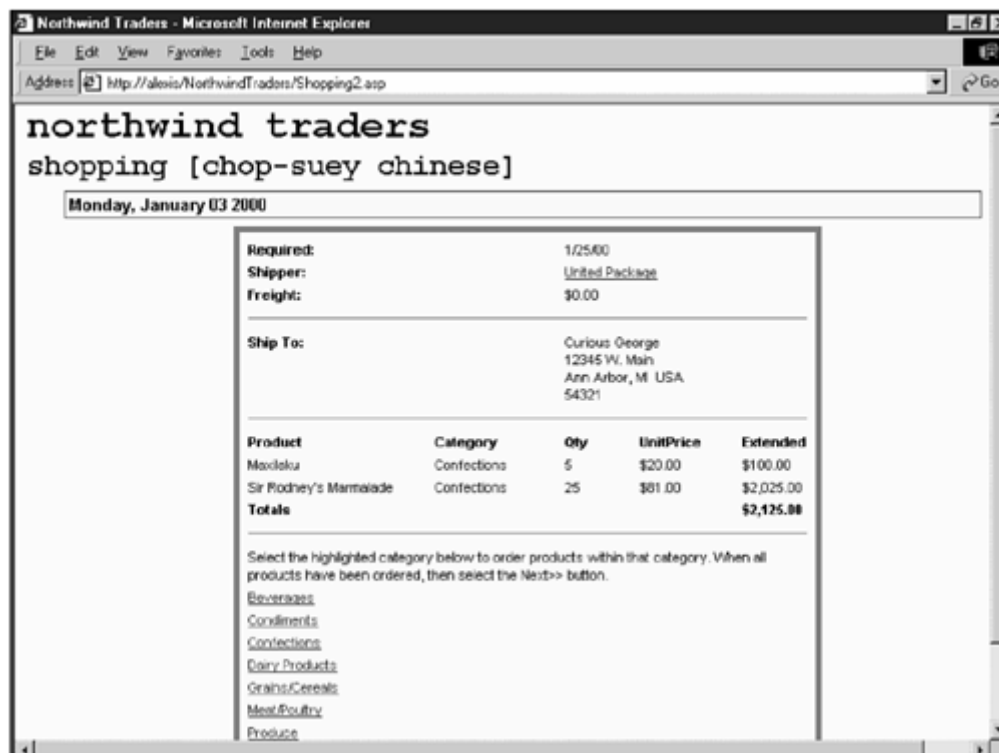 Northwind Traders - Microsoft Internet Explorer
File Edit View Favorites Tools Help
Address http://alexis/NorthwindTraders/Shopping2.asp Go
northwind traders
shopping [chop-suey chinese]
Monday, January 03 2000
Required: 1/25/00
Shipper: United Package
Freight: $0.00
Ship To: Curious George
12345 W. Main
Ann Arbor, MI USA
54321
Product Category Qty UnitPrice Extended
Maxilaku Confections 5 $20.00 $100.00
Sir Rodney's Marmalade Confections 25 $81.00 $2,025.00
Totals $2,125.00
Select the highlighted category below to order products within that category. When all
products have been ordered, then select the Next>> button.
Beverages
Condiments
Confections
Dairy Products
Grains/Cereals
Meat/Poultry
Produce